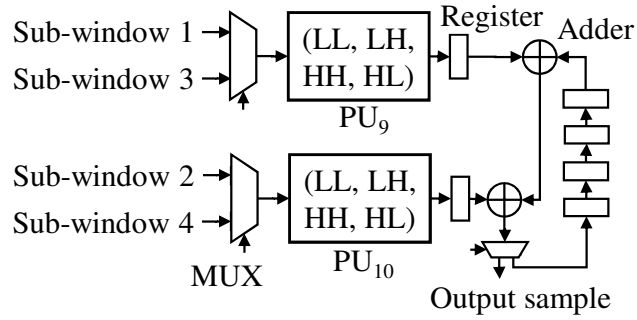 Sub-window 1
Sub-window 3
(LL, LH,
HH, HL)
PU₉
Register
Adder
Sub-window 2
Sub-window 4
MUX
(LL, LH,
HH, HL)
PU₁₀
Output sample